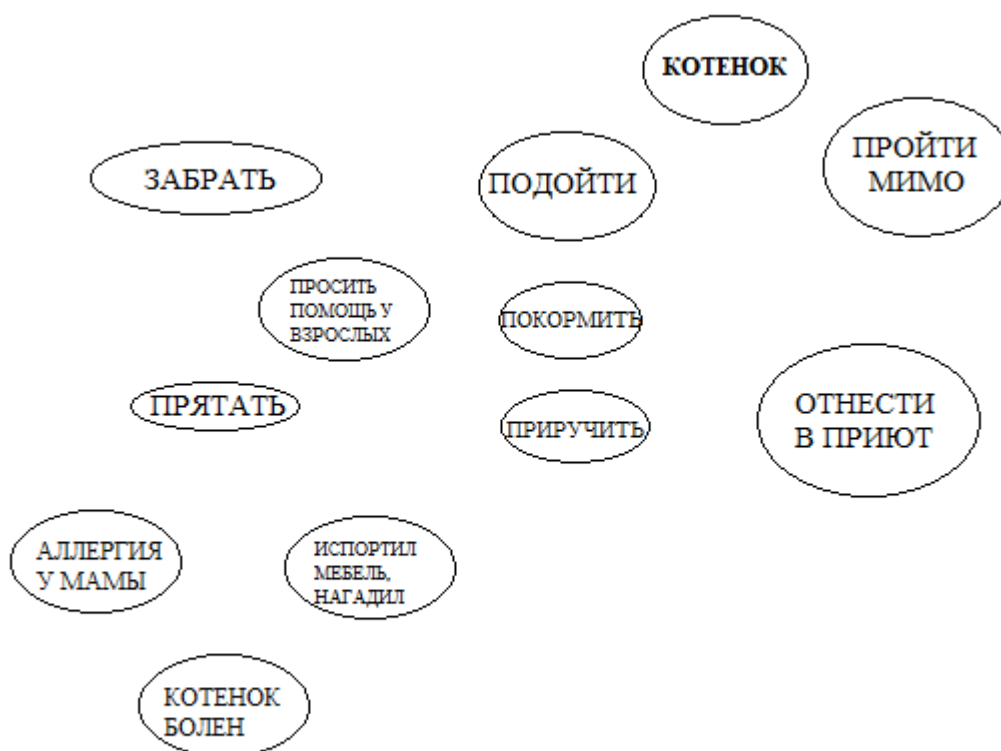 КОТЕНОК
ПРОЙТИ
МИМО
ЗАБРАТЬ
ПОДОЙТИ
ПРОСИТЬ
ПОМОЩЬ У
ВЗРОСЛЫХ
ПОКОРМИТЬ
ПРЯТАТЬ
ПРИРУЧИТЬ
ОТНЕСТИ
В ПРИЮТ
АЛЛЕРГИЯ
У МАМЫ
ИСПОРТИЛ
МЕБЕЛЬ,
НАГАДИЛ
КОТЕНОК
БОЛЕН